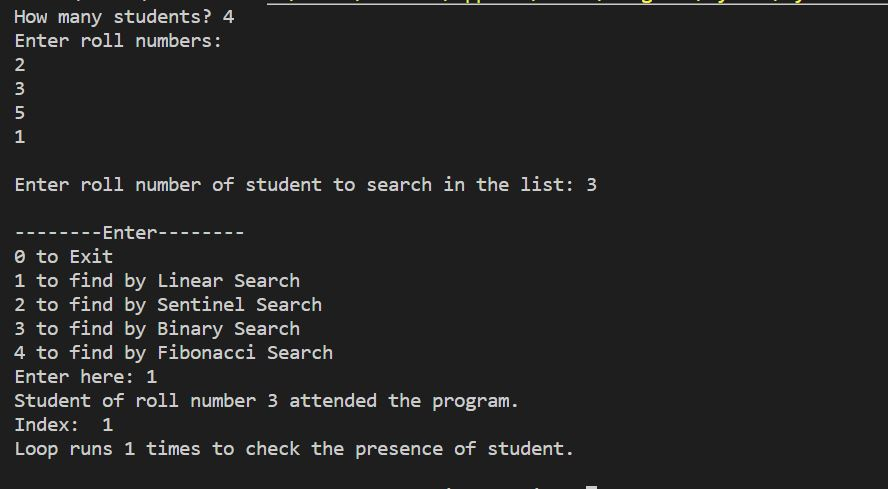 How many students? 4
Enter roll numbers:
2
3
5
1
Enter roll number of student to search in the list: 3
--------Enter--------
0 to Exit
1 to find by Linear Search
2 to find by Sentinel Search
3 to find by Binary Search
4 to find by Fibonacci Search
Enter here: 1
Student of roll number 3 attended the program.
Index:  1
Loop runs 1 times to check the presence of student.